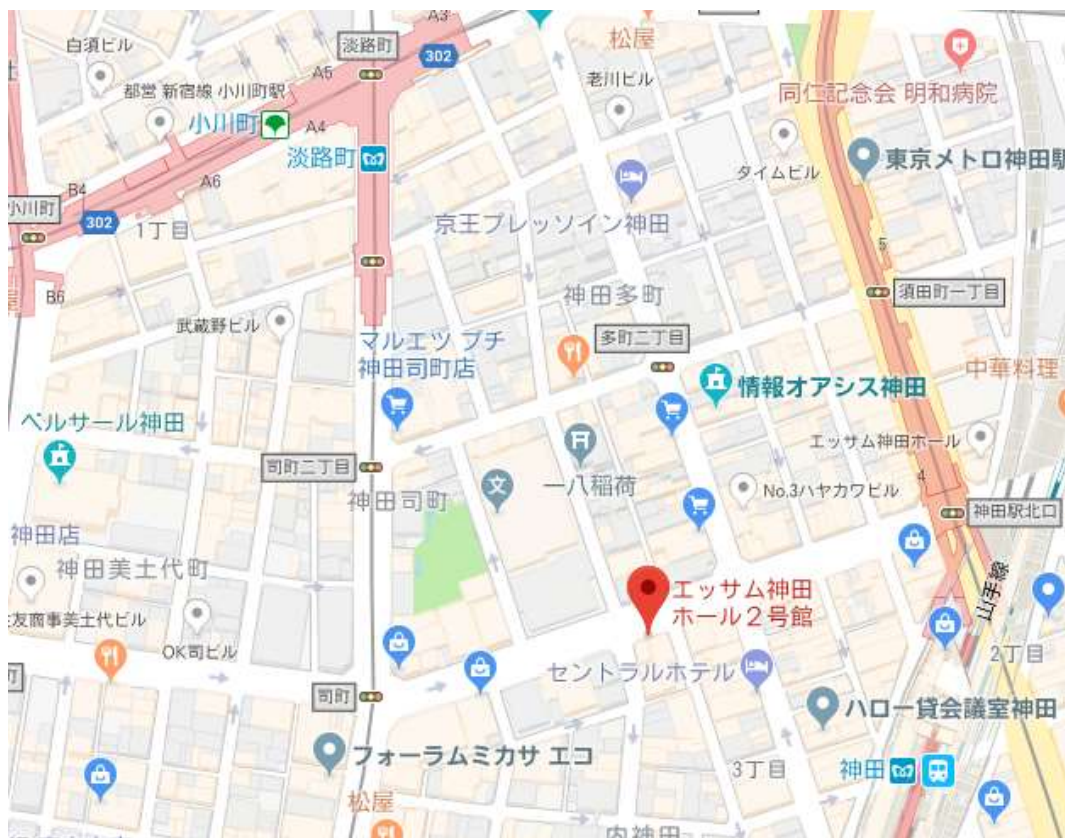 A3
白須ビル
淡路町
302
松屋
A5
老川ビル
都営 新宿線 小川町駅
同仁記念会 明和病院
小川町
A4
淡路町
東京メトロ神田駅
タイムビル
A6
B4
小川町
302
1丁目
京王プレッソイン神田
5
B6
神田多町
須田町一丁目
武蔵野ビル
マルエツ プチ
神田司町店
多町二丁目
中華料理
情報オアシス神田
ベルサール神田
エッサム神田ホール
司町二丁目
文
一八稲荷
4
神田司町
No.3ハヤカワビル
神田駅北口
神田店
神田美土代町
エッサム神田
ホール2号館
山手線
友商事美土代ビル
OK司ビル
2丁目
セントラルホテル
司町
ハロー貸会議室神田
フォーラムミカサ エコ
3丁目
神田
松屋
内神田